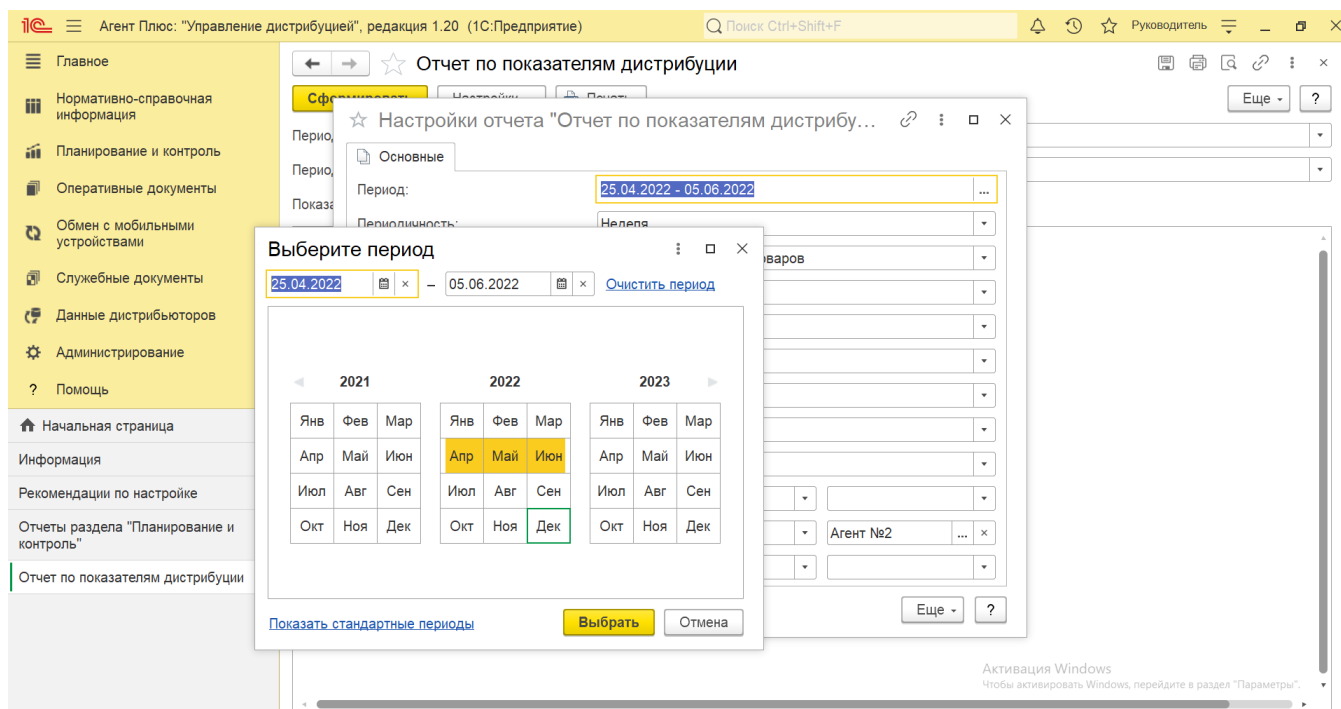 1С Агент Плюс: "Управление дистрибуцией", редакция 1.20 (1С:Предприятие) Поиск Ctrl+Shift+F Руководитель
Главное
Нормативно-справочная
информация
Планирование и контроль
Оперативные документы
Обмен с мобильными
устройствами
Служебные документы
Данные дистрибьюторов
Администрирование
? Помощь
Начальная страница
Информация
Рекомендации по настройке
Отчеты раздела "Планирование и
контроль"
Отчет по показателям дистрибуции
Отчет по показателям дистрибуции
Еще ?
Настройки отчета "Отчет по показателям дистрибу...
Основные
Период: 25.04.2022 - 05.06.2022 ...
Неделя
Агент №2 ...
Еще ?
Выберите период
25.04.2022 – 05.06.2022 Очистить период
2021 2022 2023
Янв Фев Мар Янв Фев Мар Янв Фев Мар
Апр Май Июн Апр Май Июн Апр Май Июн
Июл Авг Сен Июл Авг Сен Июл Авг Сен
Окт Ноя Дек Окт Ноя Дек Окт Ноя Дек
Показать стандартные периоды Выбрать Отмена
Активация Windows
Чтобы активировать Windows, перейдите в раздел "Параметры".